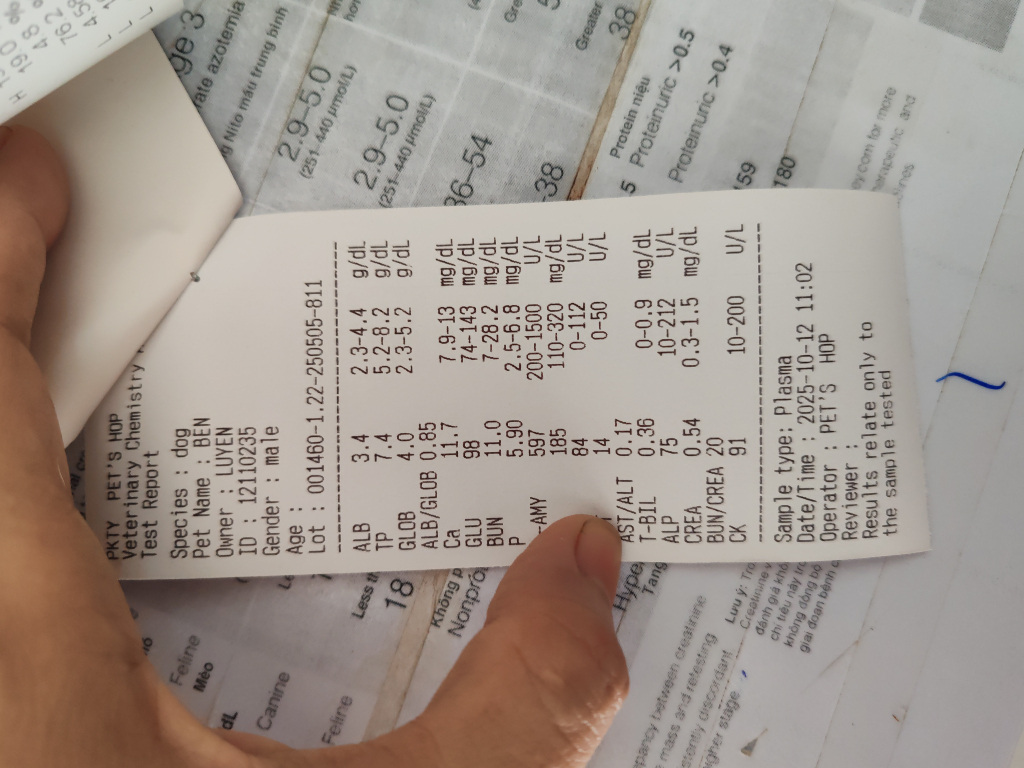 PKTY PET'S HOP
Veterinary Chemistry
Test Report
Species : dog
Pet Name : BEN
Owner : LUYEN
ID : 12110235
Gender : male
Age :
Lot : 001460-1.22-250505-811
ALB 3.4 2.3-4.4 g/dL
TP 7.4 5.2-8.2 g/dL
GLOB 4.0 2.3-5.2 g/dL
ALB/GLOB 0.85
Ca 11.7 7.9-13 mg/dL
GLU 98 74-143 mg/dL
BUN 11.0 7-28.2 mg/dL
P 5.90 2.5-6.8 mg/dL
-AMY 597 200-1500 U/L
185 110-320 mg/dL
84 0-112 U/L
14 0-50 U/L
AST/ALT 0.17
T-BIL 0.36 0-0.9 mg/dL
ALP 75 10-212 U/L
CREA 0.54 0.3-1.5 mg/dL
BUN/CREA 20
CK 91 10-200 U/L
Sample type: Plasma
Date/Time : 2025-10-12 11:02
Operator : PET'S HOP
Reviewer :
Results relate only to
the sample tested
ge 3
rate azotemia
Nito máu trung bình
2.9–5.0
(251-440 µmol/L)
2.9–5.0
(251-440 µmol/L)
36-54
-38
Greater
38
Protein niệu
5 Proteinuric >0.5
Protenuric >0.4
159
180
com for more
and
Feline
Mèo
dL
Canine
Feline
Less th
18
Không p
Nonpro
Hype
Trang
Lưu ý:
Creatinine
đánh giá
chỉ tiêu này
không đồng bộ
giai đoạn bệnh
between creatinine
mass and retesting
stently discordant
higher stage.
H
190
762
458
L
L